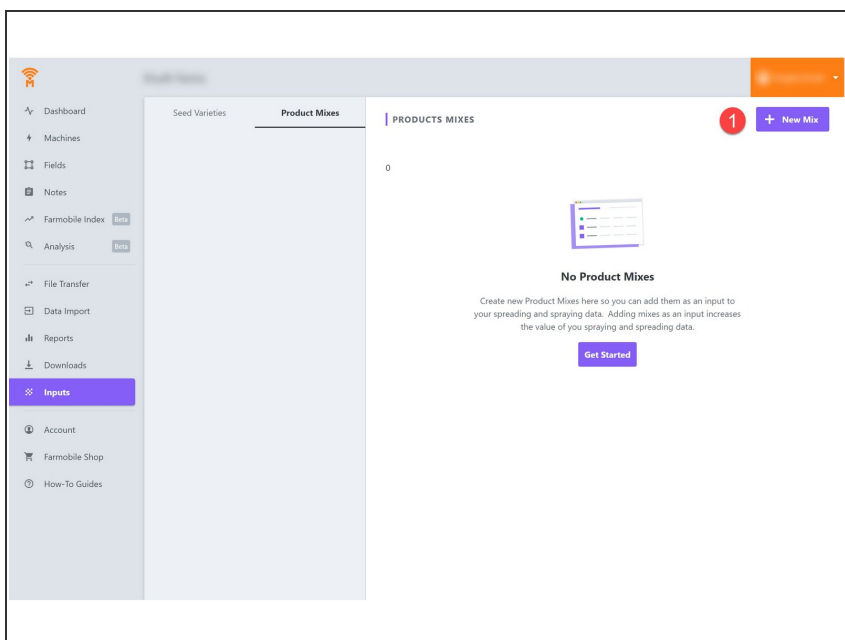 Dashboard
Machines
Fields
Notes
Farmobile Index Beta
Analysis Beta
File Transfer
Data Import
Reports
Downloads
Inputs
Account
Farmobile Shop
How-To Guides
Seed Varieties Product Mixes
PRODUCTS MIXES
1
+ New Mix
0
No Product Mixes
Create new Product Mixes here so you can add them as an input to
your spreading and spraying data. Adding mixes as an input increases
the value of you spraying and spreading data.
Get Started